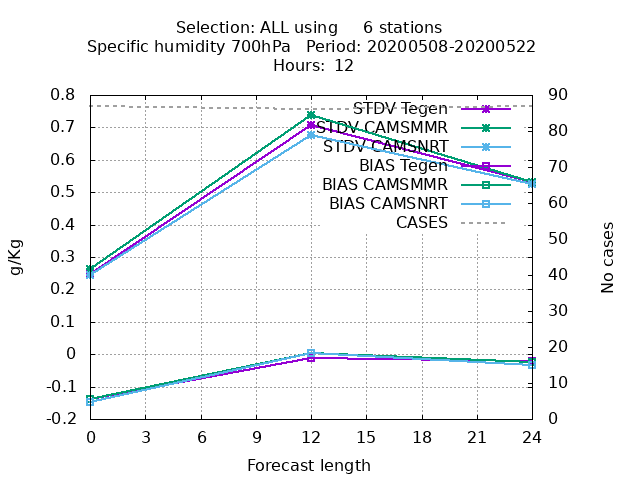 Selection: ALL using     6 stations
Specific humidity 700hPa   Period: 20200508-20200522
Hours:  12
0.8
0.7
0.6
0.5
0.4
0.3
0.2
0.1
0
-0.1
-0.2
g/Kg
STDV Tegen
STDV CAMSMMR
STDV CAMSNRT
BIAS Tegen
BIAS CAMSMMR
BIAS CAMSNRT
CASES
90
80
70
60
50
40
30
20
10
0
No cases
0 3 6 9 12 15 18 21 24
Forecast length